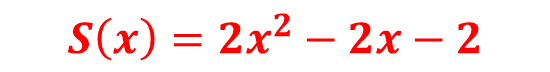 S(x) = 2x² − 2x − 2